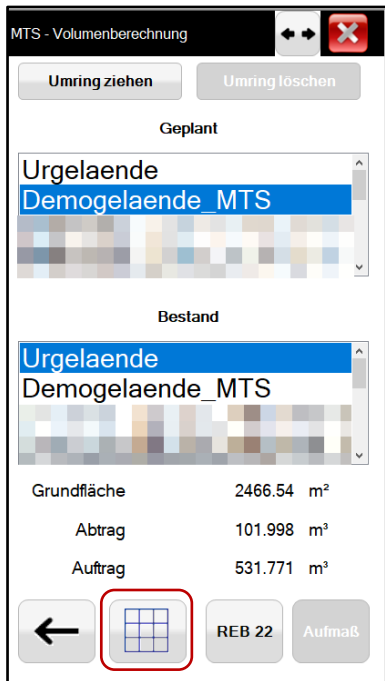 MTS - Volumenberechnung
Umring ziehen Umring löschen
Geplant
Urgelaende
Demogelaende_MTS
Bestand
Urgelaende
Demogelaende_MTS
Grundfläche 2466.54 m²
Abtrag 101.998 m³
Auftrag 531.771 m³
REB 22 Aufmaß